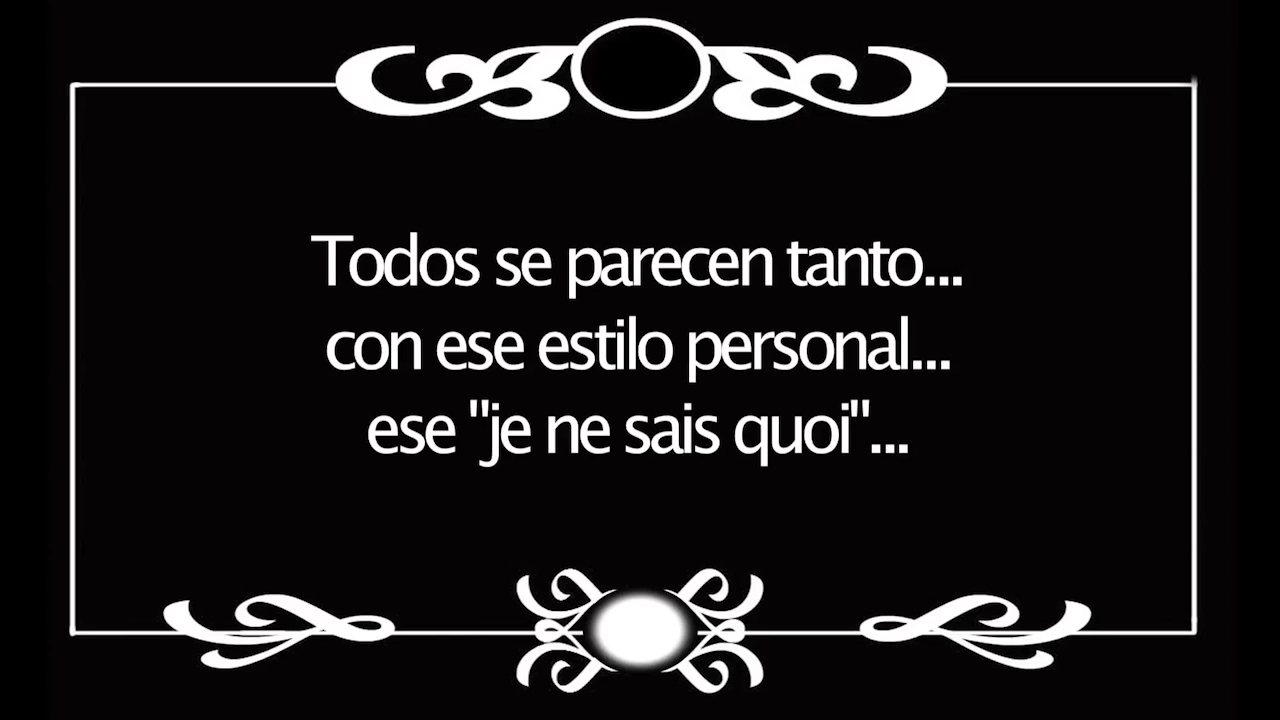 Todos se parecen tanto...
con ese estilo personal...
ese "je ne sais quoi"...